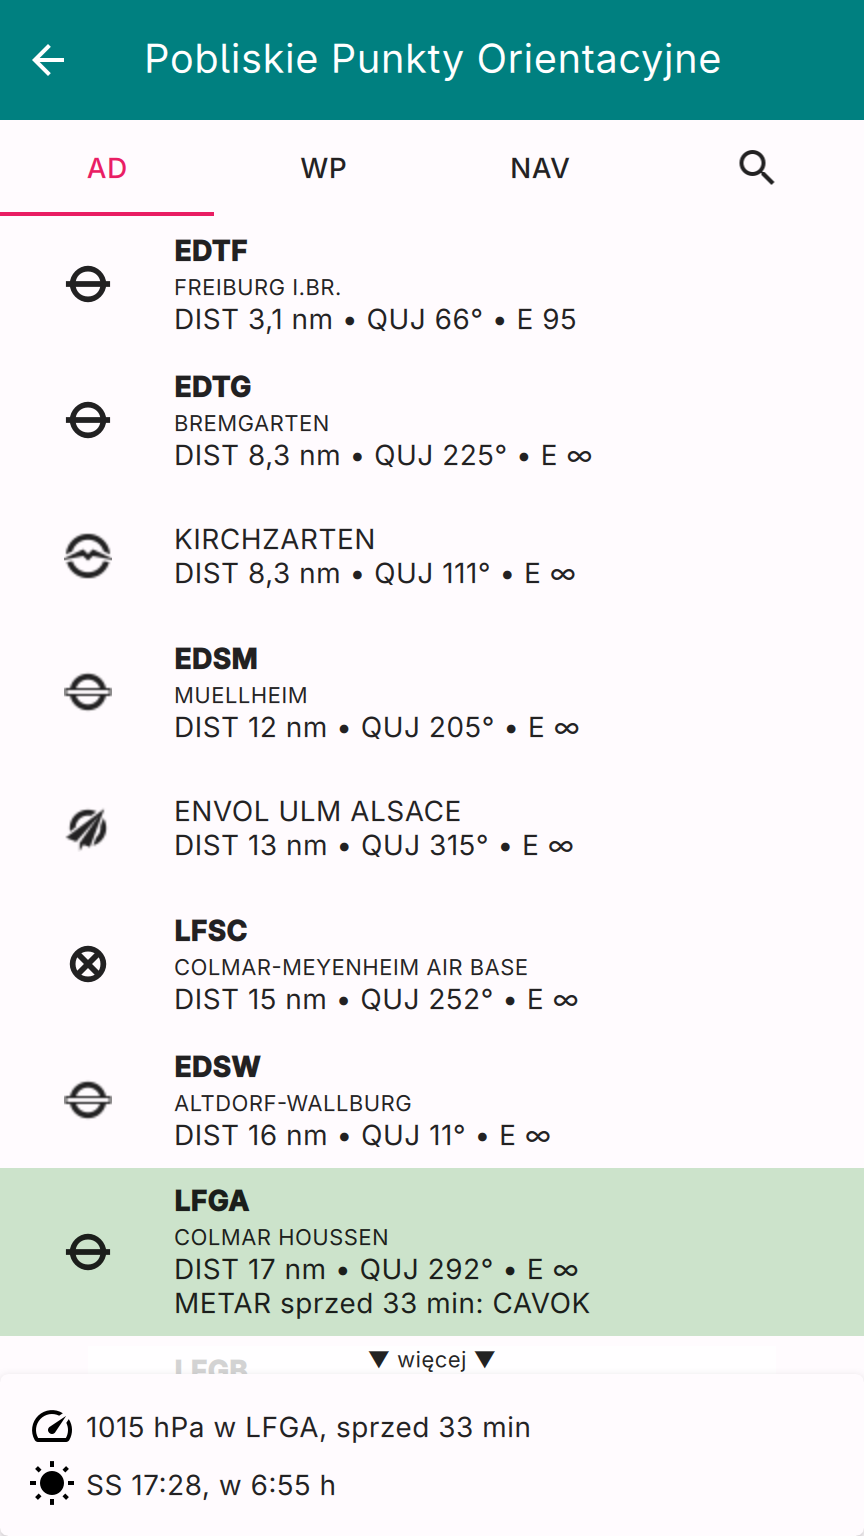 Pobliskie Punkty Orientacyjne
AD WP NAV
EDTF
FREIBURG I.BR.
DIST 3,1 nm • QUJ 66° • E 95
EDTG
BREMGARTEN
DIST 8,3 nm • QUJ 225° • E ∞
KIRCHZARTEN
DIST 8,3 nm • QUJ 111° • E ∞
EDSM
MUELLHEIM
DIST 12 nm • QUJ 205° • E ∞
ENVOL ULM ALSACE
DIST 13 nm • QUJ 315° • E ∞
LFSC
COLMAR-MEYENHEIM AIR BASE
DIST 15 nm • QUJ 252° • E ∞
EDSW
ALTDORF-WALLBURG
DIST 16 nm • QUJ 11° • E ∞
LFGA
COLMAR HOUSSEN
DIST 17 nm • QUJ 292° • E ∞
METAR sprzed 33 min: CAVOK
LFGB
▼ więcej ▼
1015 hPa w LFGA, sprzed 33 min
SS 17:28, w 6:55 h